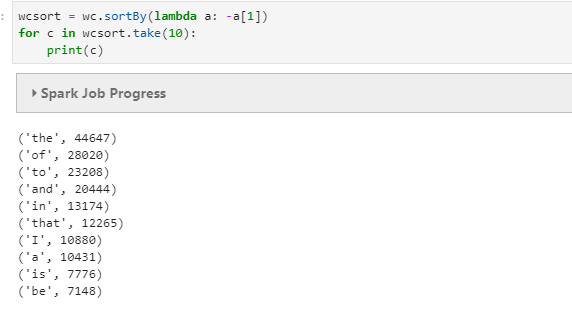 : wcsort = wc.sortBy(lambda a: -a[1])
for c in wcsort.take(10):
    print(c)
Spark Job Progress
('the', 44647)
('of', 28020)
('to', 23208)
('and', 20444)
('in', 13174)
('that', 12265)
('I', 10880)
('a', 10431)
('is', 7776)
('be', 7148)